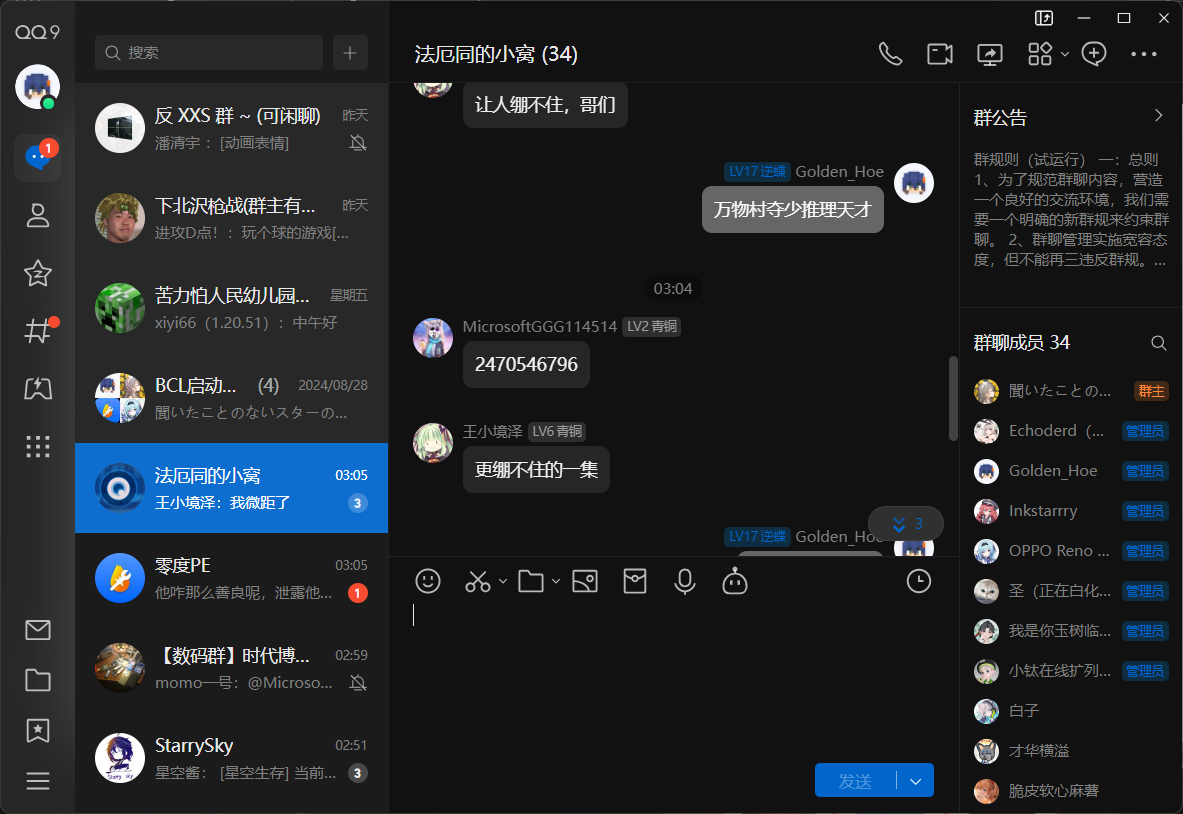 QQ9
1
搜索
反 XXS 群 ~ (可闲聊)
昨天
潘清宇 : [动画表情]
下北沢枪战(群主有...
昨天
进攻D点! : 玩个球的游戏[...
苦力怕人民幼儿园...
星期五
xiyi66（1.20.51）: 中午好
BCL启动...
(4)
2024/08/28
聞いたことのないスターの...
法厄同的小窝
03:05
王小境泽: 我微距了
3
零度PE
03:05
他咋那么善良呢，泄露他...
1
【数码群】时代博...
02:59
momo一号: @Microso...
StarrySky
02:51
星空酱: [星空生存] 当前...
3
法厄同的小窝 (34)
让人绷不住，哥们
LV17 逆蝶 Golden_Hoe
万物村夺少推理天才
03:04
MicrosoftGGG114514 LV2 青铜
2470546796
王小境泽 LV6 青铜
更绷不住的一集
LV17 逆蝶 Golden_Hoe
3
发送
群公告
群规则（试运行） 一：总则
1、为了规范群聊内容，营造
一个良好的交流环境，我们需
要一个明确的新群规来约束群
聊。 2、群聊管理实施宽容态
度，但不能再三违反群规。...
群聊成员 34
聞いたことの...
群主
Echoderd（...
管理员
Golden_Hoe
管理员
Inkstarrry
管理员
OPPO Reno ...
管理员
圣（正在白化...
管理员
我是你玉树临...
管理员
小钛在线扩列...
管理员
白子
才华横溢
脆皮软心麻薯